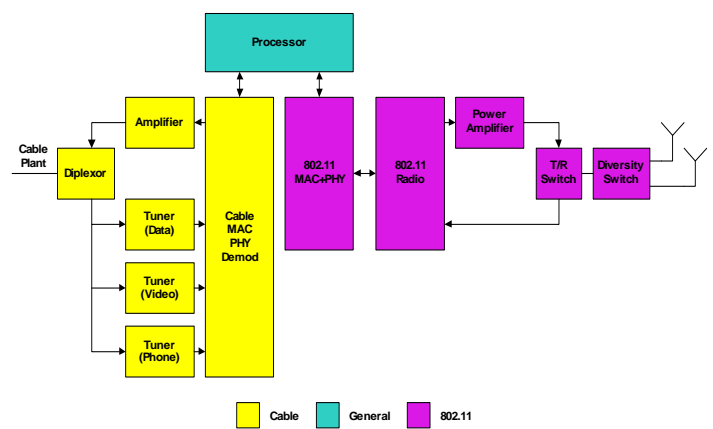 Processor
Amplifier
Power
Amplifier
Cable
Plant
Diplexor
802.11
MAC+PHY
802.11
Radio
T/R
Switch
Diversity
Switch
Tuner
(Data)
Cable
MAC
PHY
Demod
Tuner
(Video)
Tuner
(Phone)
Cable
General
802.11